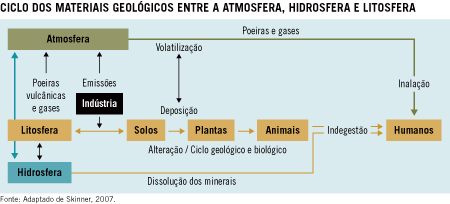 CICLO DOS MATERIAIS GEOLÓGICOS ENTRE A ATMOSFERA, HIDROSFERA E LITOSFERA
Atmosfera
Poeiras e gases
Volatilização
Poeiras
vulcânicas
e gases
Emissões
Indústria
Inalação
Deposição
Litosfera
Solos
Plantas
Animais
Indegestão
Humanos
Alteração / Ciclo geológico e biológico
Hidrosfera
Dissolução dos minerais
Fonte: Adaptado de Skinner, 2007.